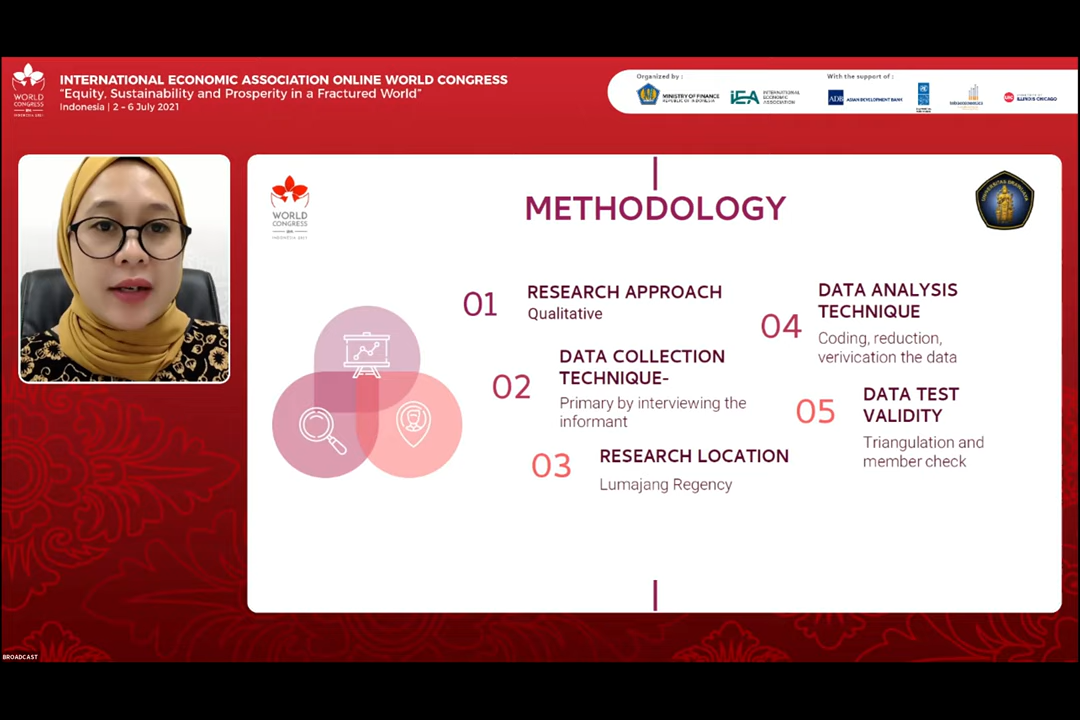 WORLD
CONGRESS
INTERNATIONAL ECONOMIC ASSOCIATION ONLINE WORLD CONGRESS
"Equity, Sustainability and Prosperity in a Fractured World"
Indonesia | 2 - 6 July 2021
Organized by :
MINISTRY OF FINANCE
REPUBLIC OF INDONESIA
iEA
INTERNATIONAL
ECONOMIC
ASSOCIATION
With the support of :
ADB
ASIAN DEVELOPMENT BANK
ILLINOIS CHICAGO
WORLD
CONGRESS
INDONESIA 2021
METHODOLOGY
UNIVERSITAS BRAWIJAYA
01
RESEARCH APPROACH
Qualitative
02
DATA COLLECTION
TECHNIQUE-
Primary by interviewing the
informant
03
RESEARCH LOCATION
Lumajang Regency
04
DATA ANALYSIS
TECHNIQUE
Coding, reduction,
verivication the data
05
DATA TEST
VALIDITY
Triangulation and
member check
BROADCAST